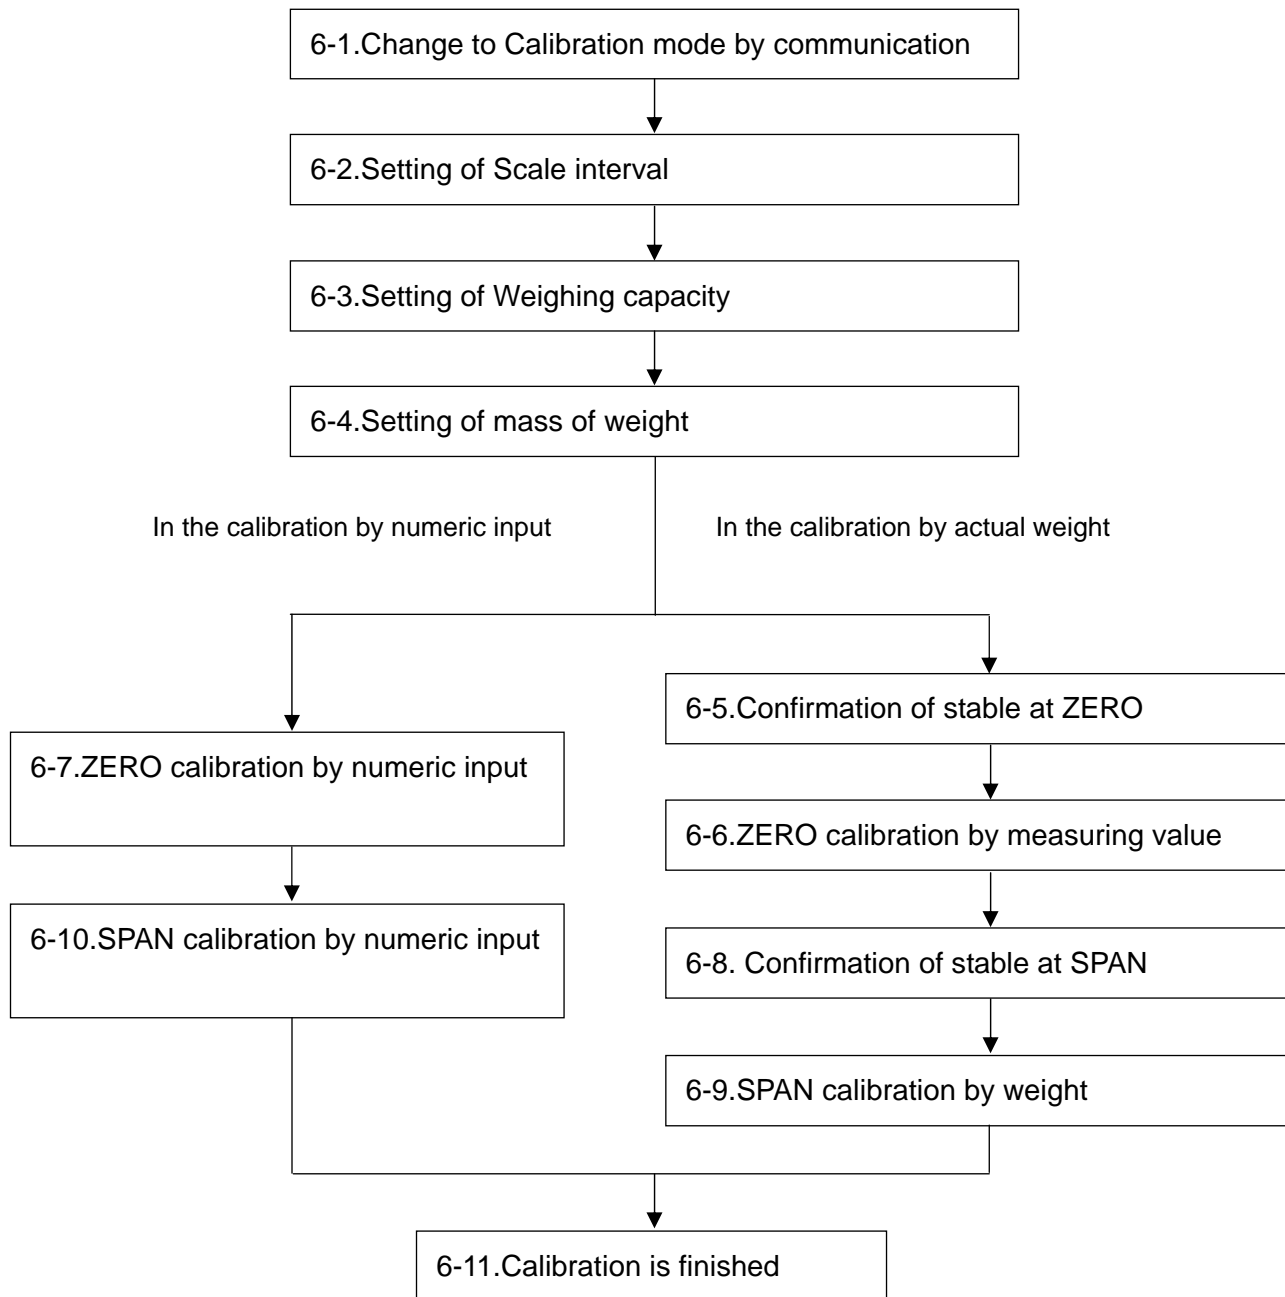 6-1.Change to Calibration mode by communication
6-2.Setting of Scale interval
6-3.Setting of Weighing capacity
6-4.Setting of mass of weight
In the calibration by numeric input
In the calibration by actual weight
6-5.Confirmation of stable at ZERO
6-7.ZERO calibration by numeric input
6-6.ZERO calibration by measuring value
6-10.SPAN calibration by numeric input
6-8. Confirmation of stable at SPAN
6-9.SPAN calibration by weight
6-11.Calibration is finished